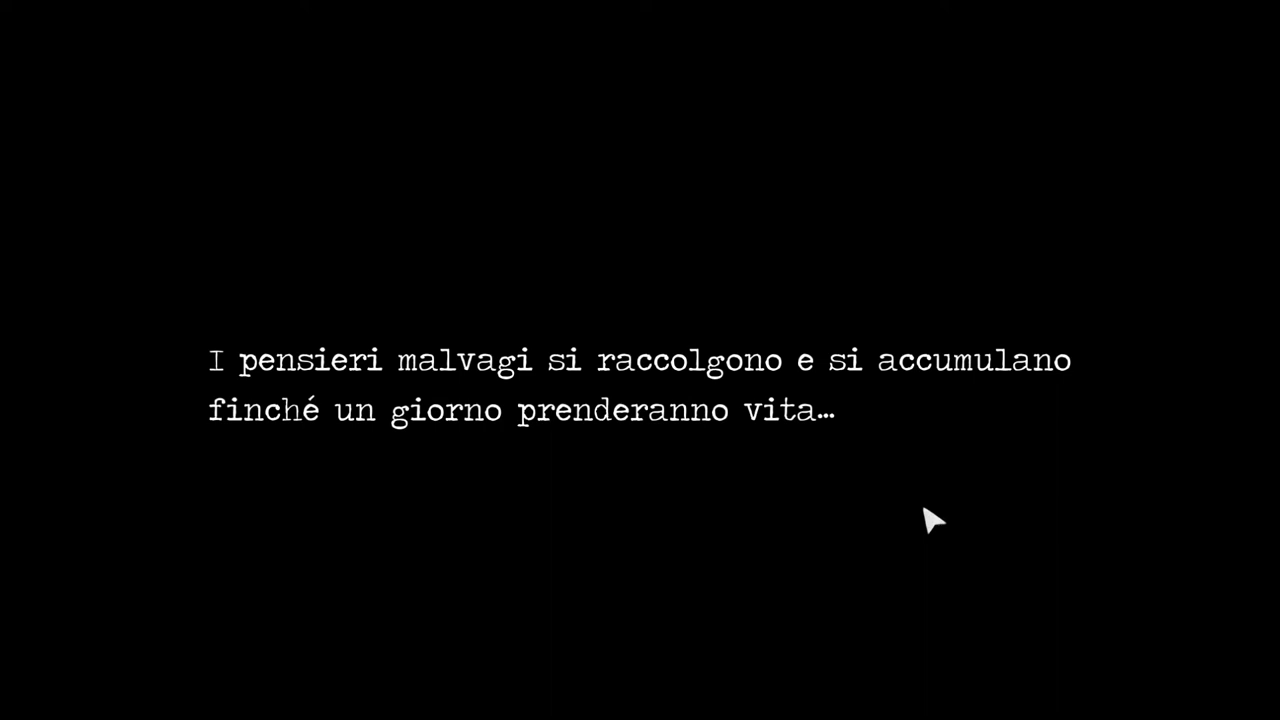 I pensieri malvagi si raccolgono e si accumulano
finché un giorno prenderanno vita…